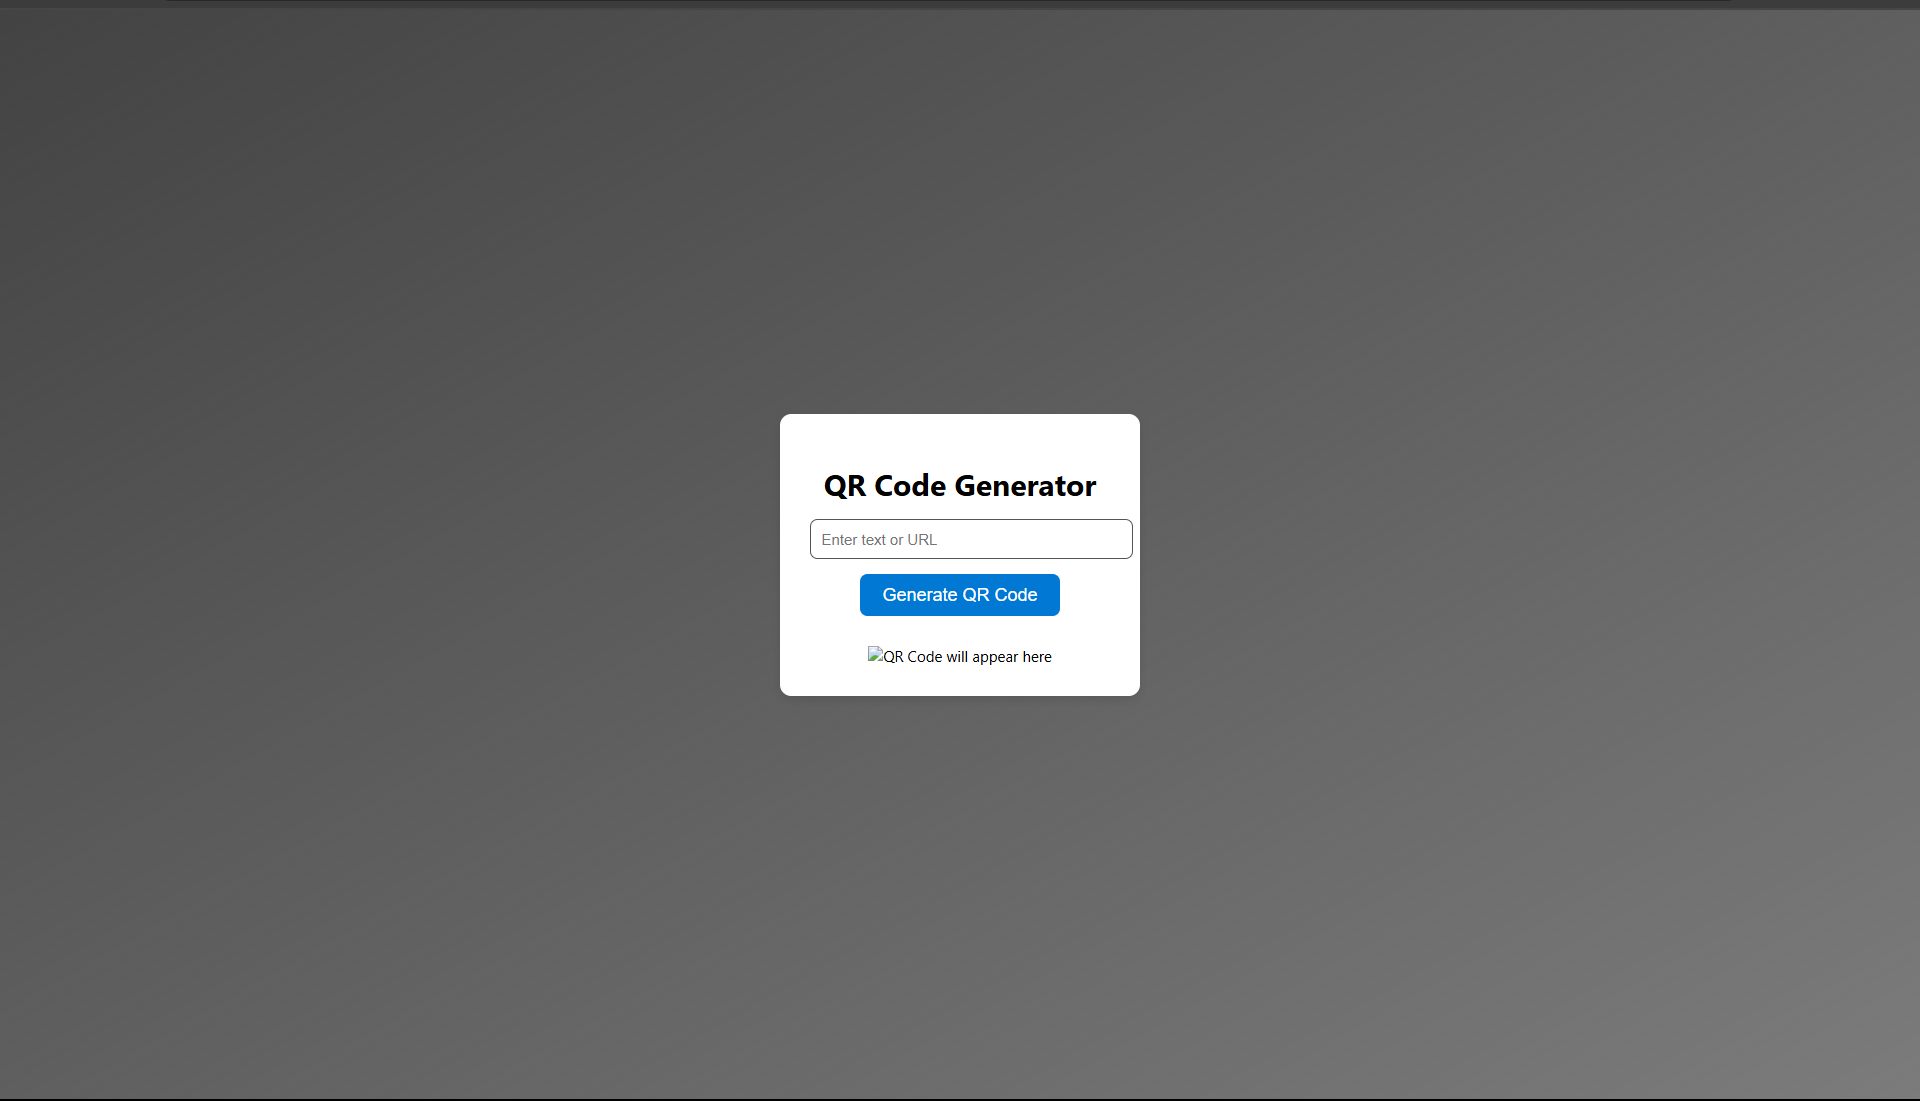 QR Code Generator
Enter text or URL
Generate QR Code
QR Code will appear here